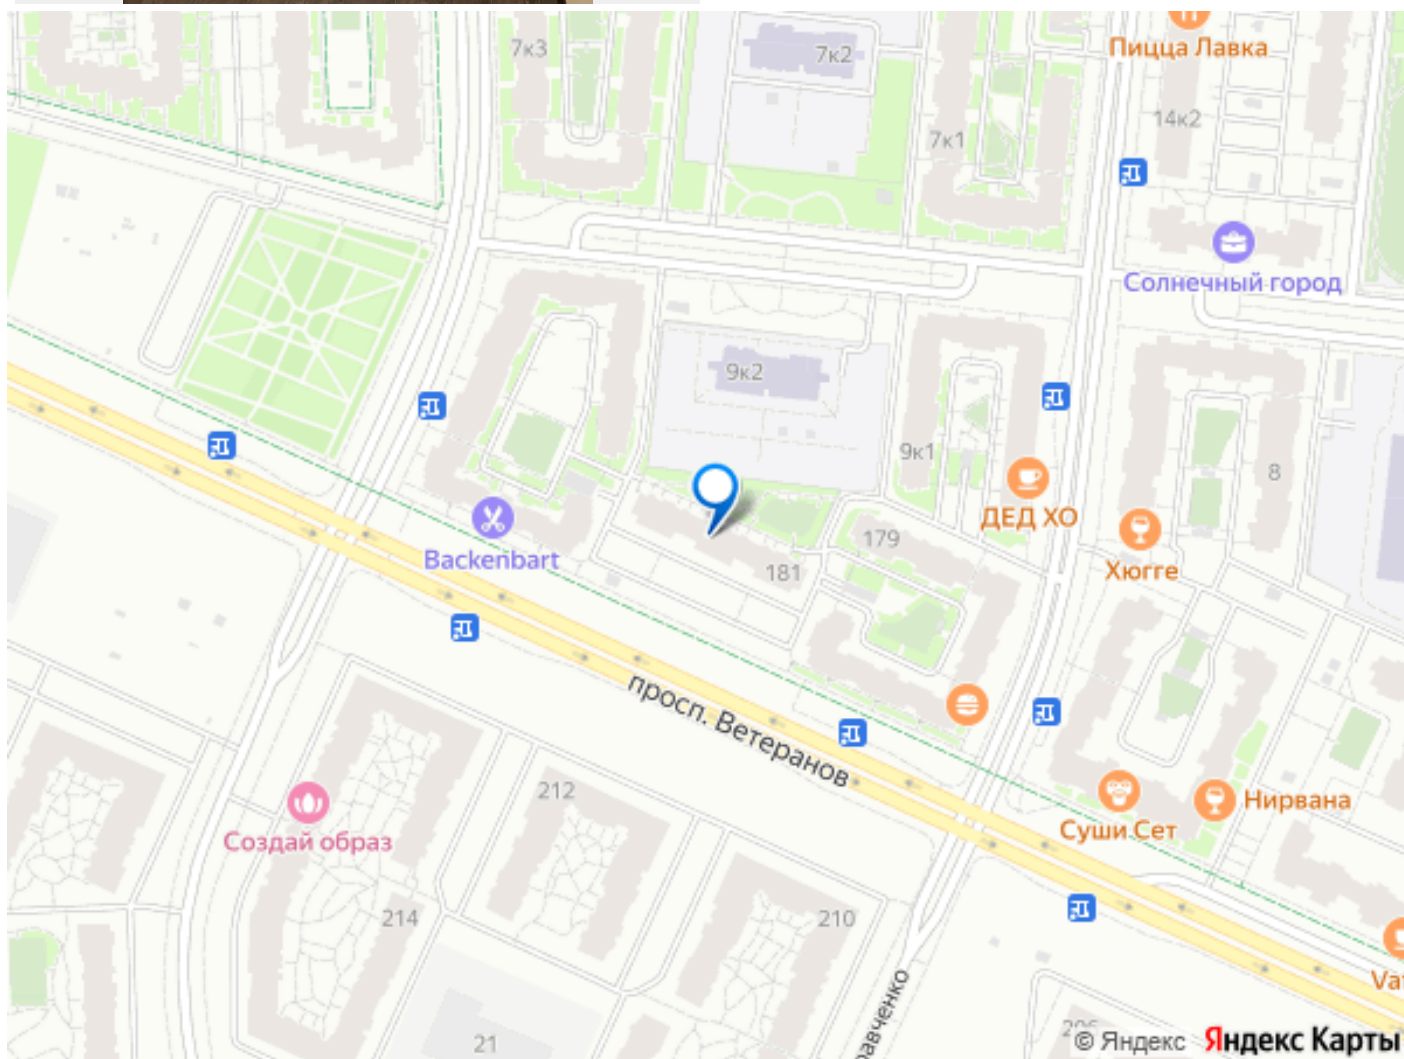 7к3
7к2
Пицца Лавка
14к2
7к1
Солнечный город
9к2
9к1
8
ДЕД ХО
179
Backenbart
Хюгге
181
просп. Ветеранов
212
Нирвана
Суши Сет
Создай образ
214
210
21
© Яндекс Яндекс Карты